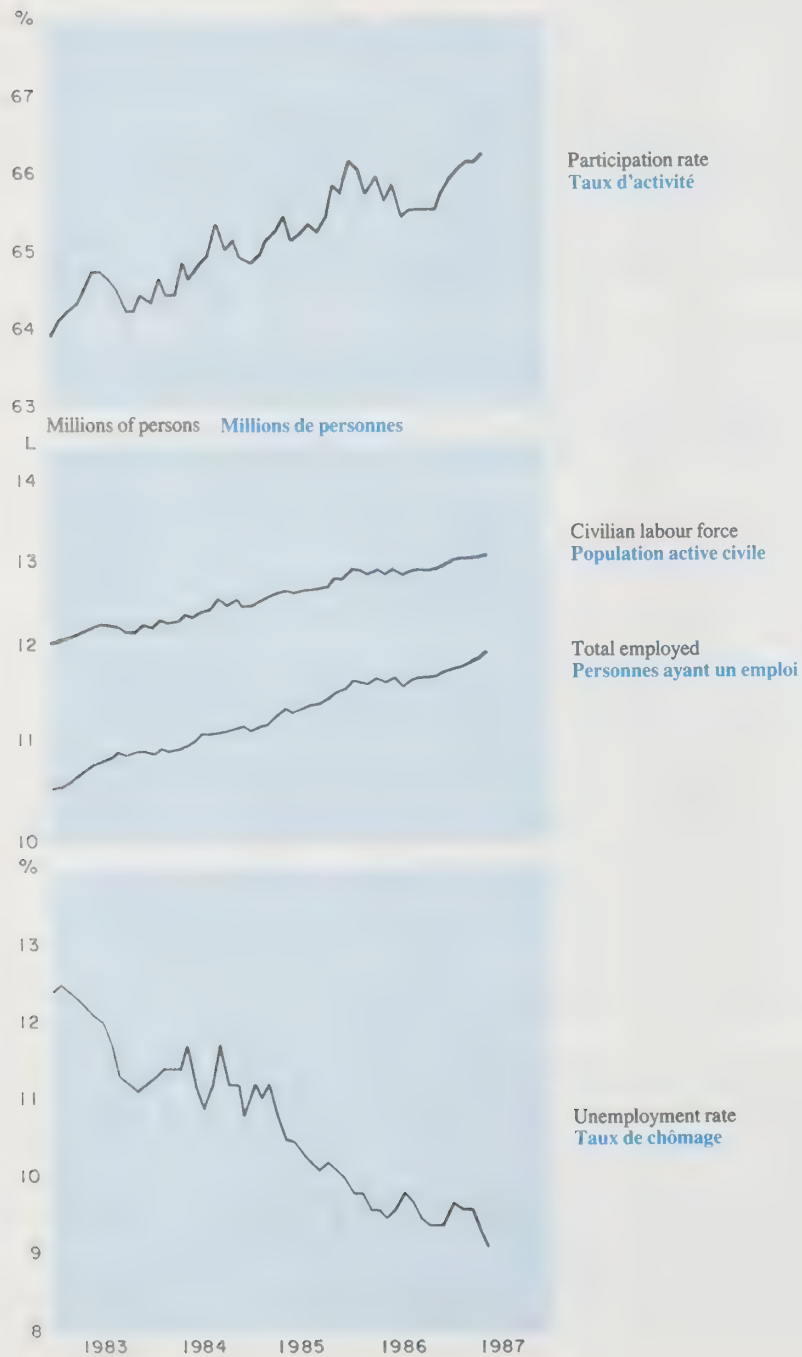 %
67
66
65
64
63
Participation rate
Taux d'activité
Millions of persons Millions de personnes
L
14
13
12
11
10
Civilian labour force
Population active civile
Total employed
Personnes ayant un emploi
%
13
12
11
10
9
8
Unemployment rate
Taux de chômage
1983 1984 1985 1986 1987